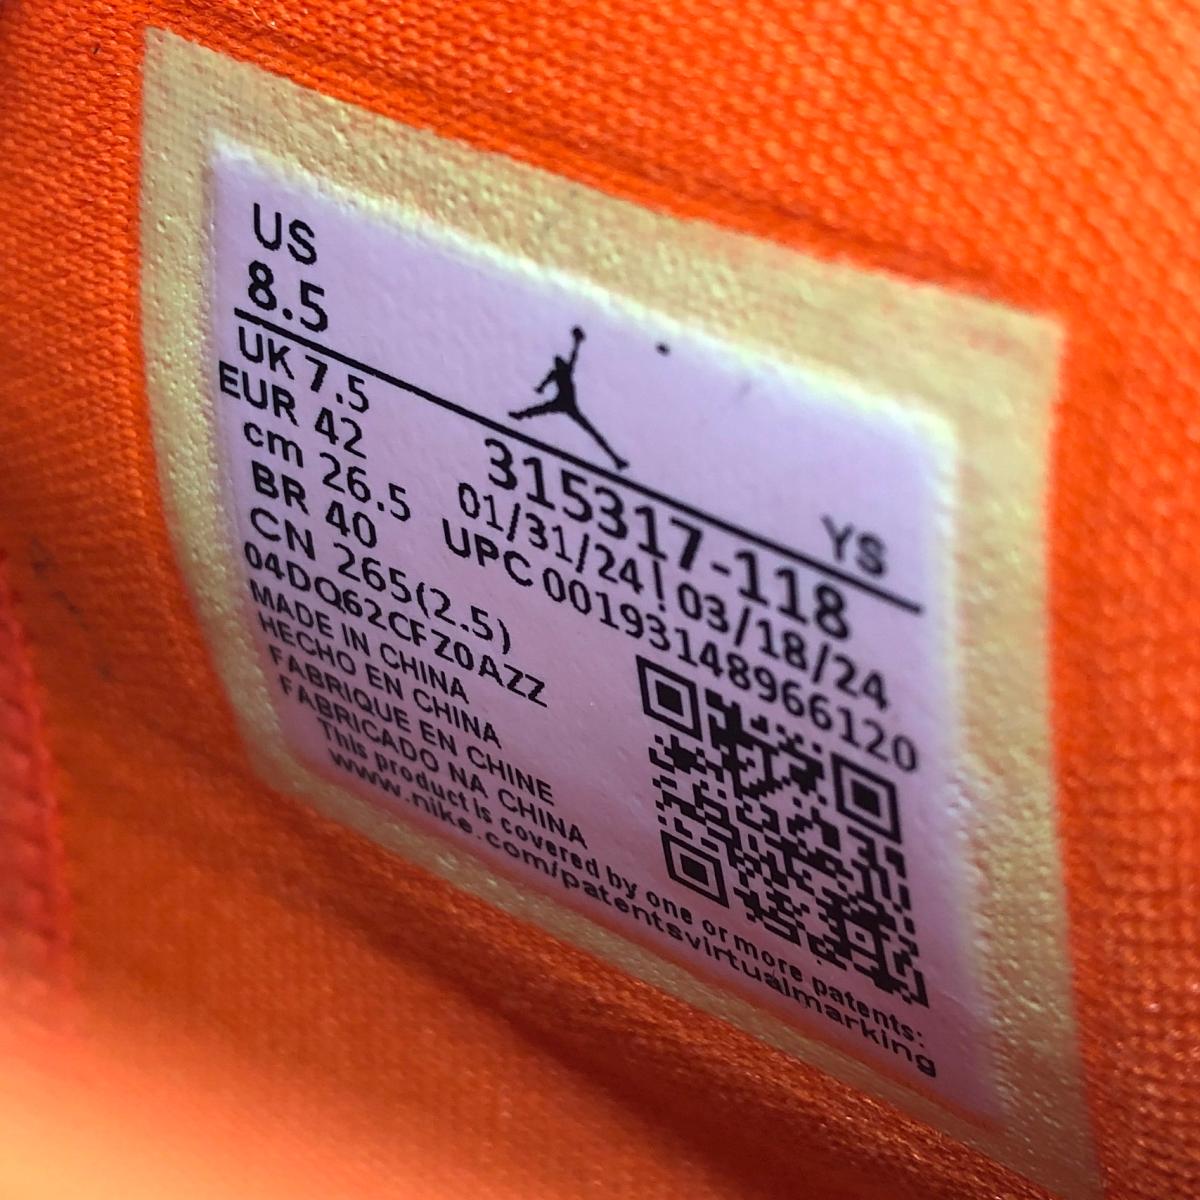 US
8.5
YS
UK 7.5
EUR 42
cm 26.5
BR 40
CN 265(2.5)
315317-118
01/31/24! 03/18/24
UPC 00193148966120
04DQ62CFZ0AZZ
MADE IN CHINA
HECHO EN CHINA
FABRIQUE EN CHINE
FABRICADO NA CHINA
This product is covered by one or more patents:
www.nike.com/patentsvirtualmarking